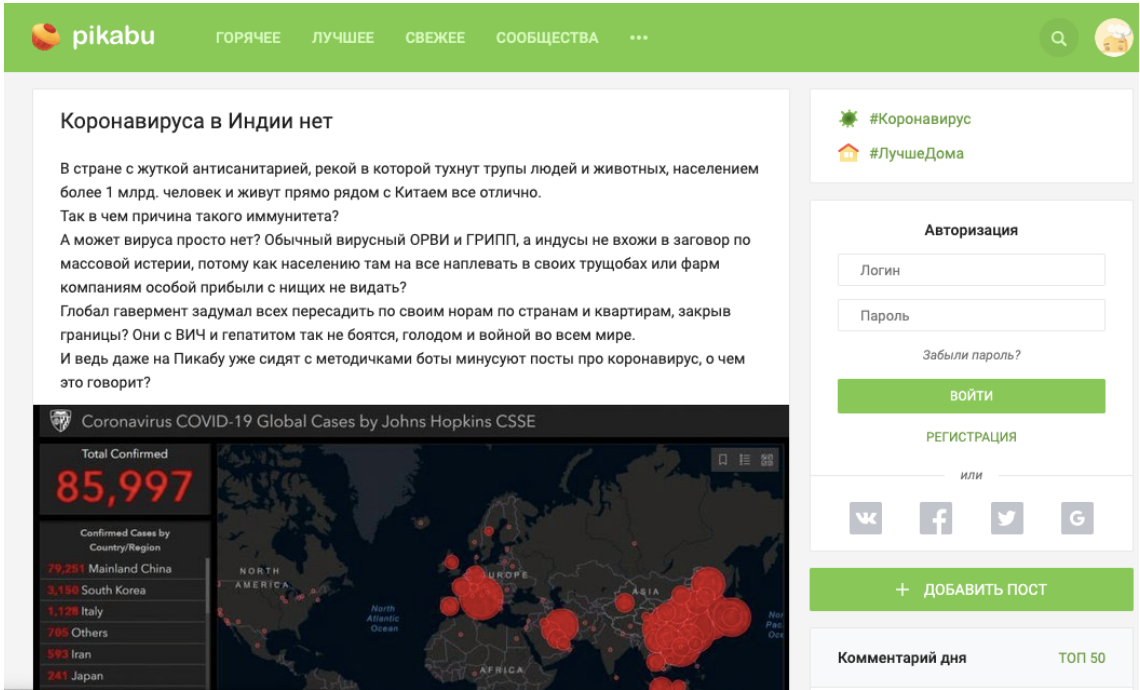 pikabu ГОРЯЧЕЕ ЛУЧШЕЕ СВЕЖЕЕ СООБЩЕСТВА •••
Коронавируса в Индии нет
В стране с жуткой антисанитарией, рекой в которой тухнут трупы людей и животных, населением
более 1 млрд. человек и живут прямо рядом с Китаем все отлично.
Так в чем причина такого иммунитета?
А может вируса просто нет? Обычный вирусный ОРВИ и ГРИПП, а индусы не вхожи в заговор по
массовой истерии, потому как населению там на все наплевать в своих трущобах или фарм
компаниям особой прибыли с нищих не видать?
Глобал гавермент задумал всех пересадить по своим норам по странам и квартирам, закрыв
границы? Они с ВИЧ и гепатитом так не боятся, голодом и войной во всем мире.
И ведь даже на Пикабу уже сидят с методичками боты минусуют посты про коронавирус, о чем
это говорит?
Coronavirus COVID-19 Global Cases by Johns Hopkins CSSE
Total Confirmed
85,997
Confirmed Cases by
Country/Region
79,251 Mainland China
3,150 South Korea
1,128 Italy
705 Others
593 Iran
241 Japan
NORTH
AMERICA
North
Atlantic
Ocean
EUROPE
ASIA
AFRICA
Nor
Pac
Oce
#Коронавирус
#ЛучшеДома
Авторизация
Логин
Пароль
Забыли пароль?
ВОЙТИ
РЕГИСТРАЦИЯ
или
+ ДОБАВИТЬ ПОСТ
Комментарий дня ТОП 50